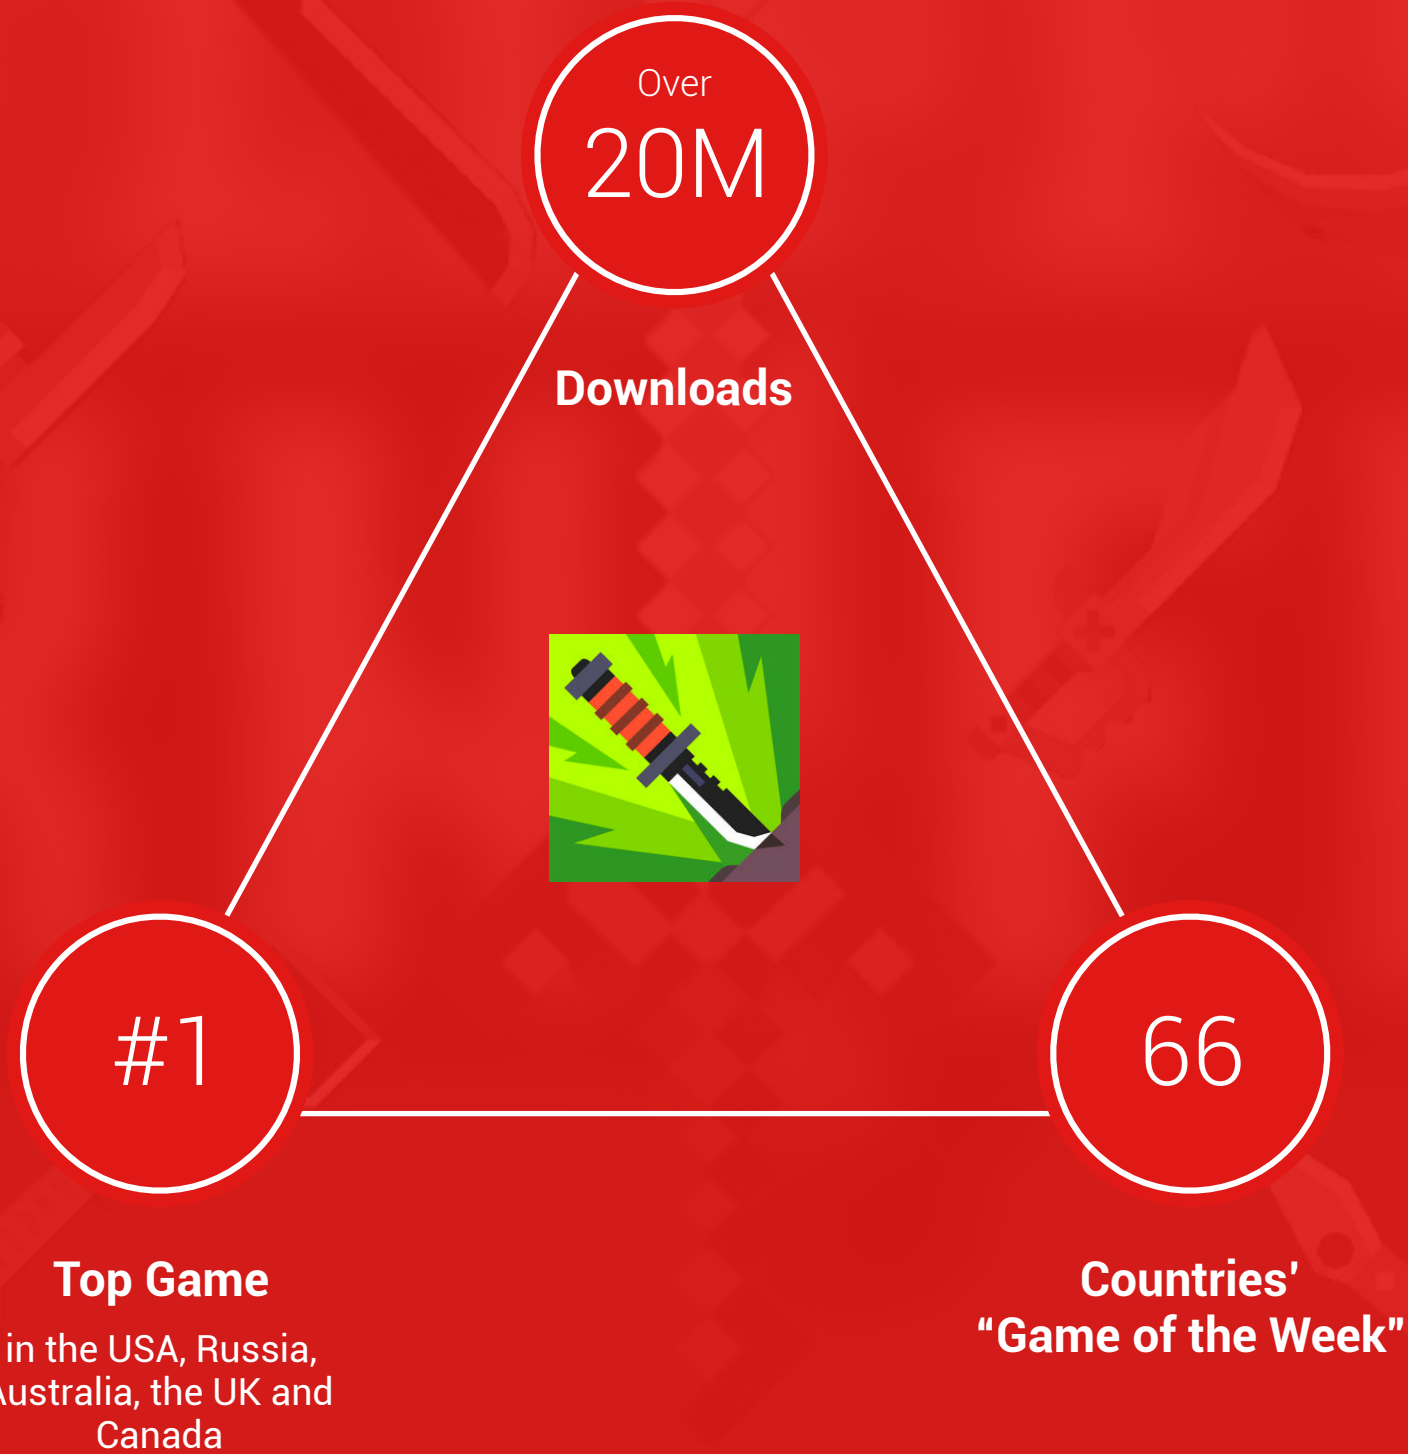 Over
20M
Downloads
#1
66
Top Game
in the USA, Russia,
Australia, the UK and
Canada
Countries’
“Game of the Week”